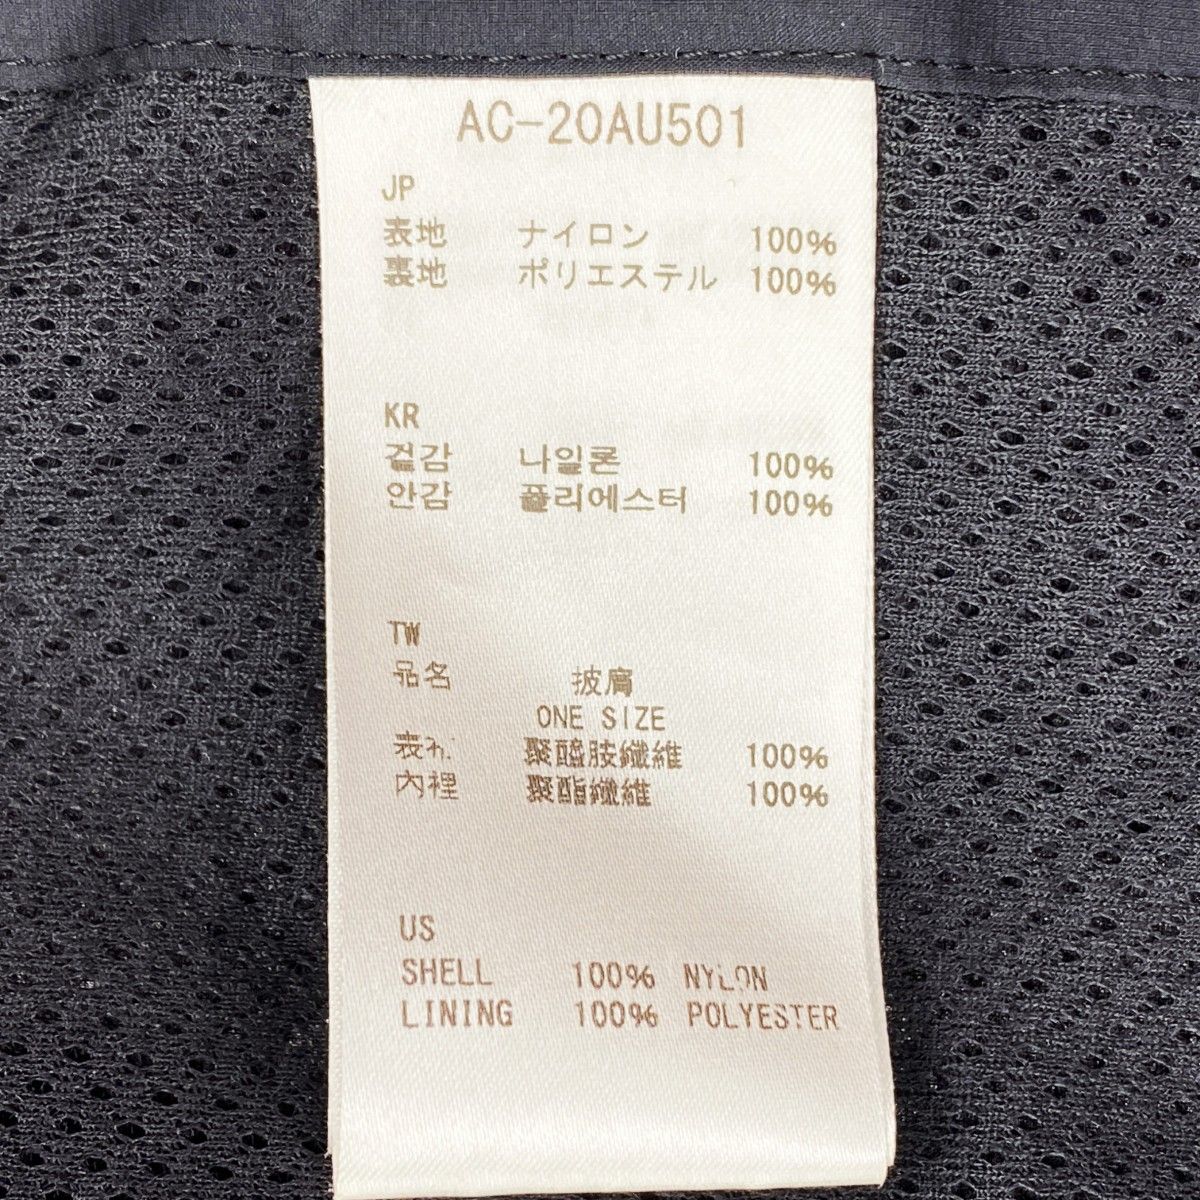 AC-20AU501
JP
表地 ナイロン 100%
裏地 ポリエステル 100%
KR
겉감 나일론 100%
안감 폴리에스터 100%
TW
品名 披肩
ONE SIZE
表布 聚醯胺纖維 100%
內裡 聚酯纖維 100%
US
SHELL 100% NYLON
LINING 100% POLYESTER